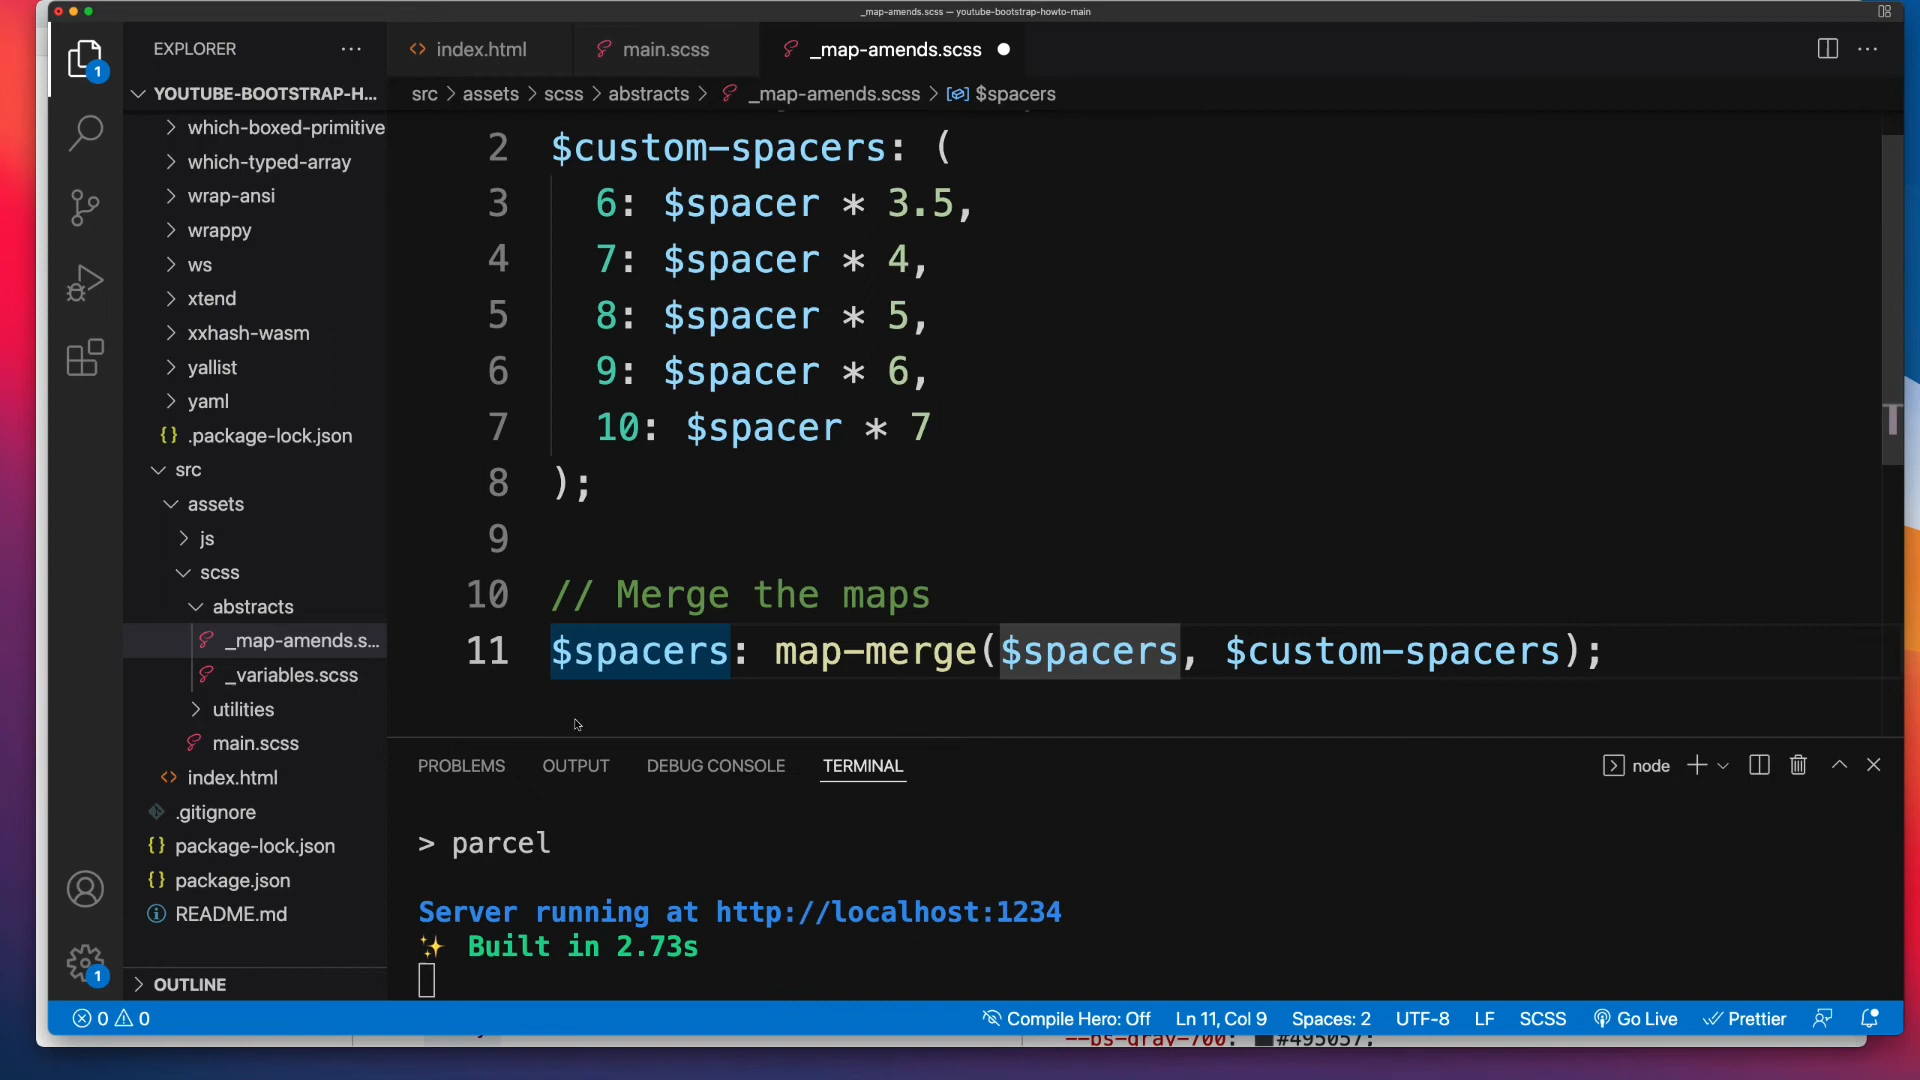 _map-amends.scss — youtube-bootstrap-howto-main
EXPLORER
index.html
main.scss
_map-amends.scss
1
YOUTUBE-BOOTSTRAP-H...
src > assets > scss > abstracts > _map-amends.scss > $spacers
which-boxed-primitive
which-typed-array
wrap-ansi
wrappy
ws
xtend
xxhash-wasm
yallist
yaml
{} .package-lock.json
src
assets
js
scss
abstracts
_map-amends.s...
_variables.scss
utilities
main.scss
<> index.html
.gitignore
{} package-lock.json
{} package.json
README.md
OUTLINE
1
2 $custom-spacers: (
3 6: $spacer * 3.5,
4 7: $spacer * 4,
5 8: $spacer * 5,
6 9: $spacer * 6,
7 10: $spacer * 7
8 );
9
10 // Merge the maps
11 $spacers: map-merge($spacers, $custom-spacers);
T
PROBLEMS OUTPUT DEBUG CONSOLE TERMINAL
node
> parcel
Server running at http://localhost:1234
✨ Built in 2.73s
0 0
Compile Hero: Off Ln 11, Col 9 Spaces: 2 UTF-8 LF SCSS Go Live Prettier
--bs-gray-700: #495057;